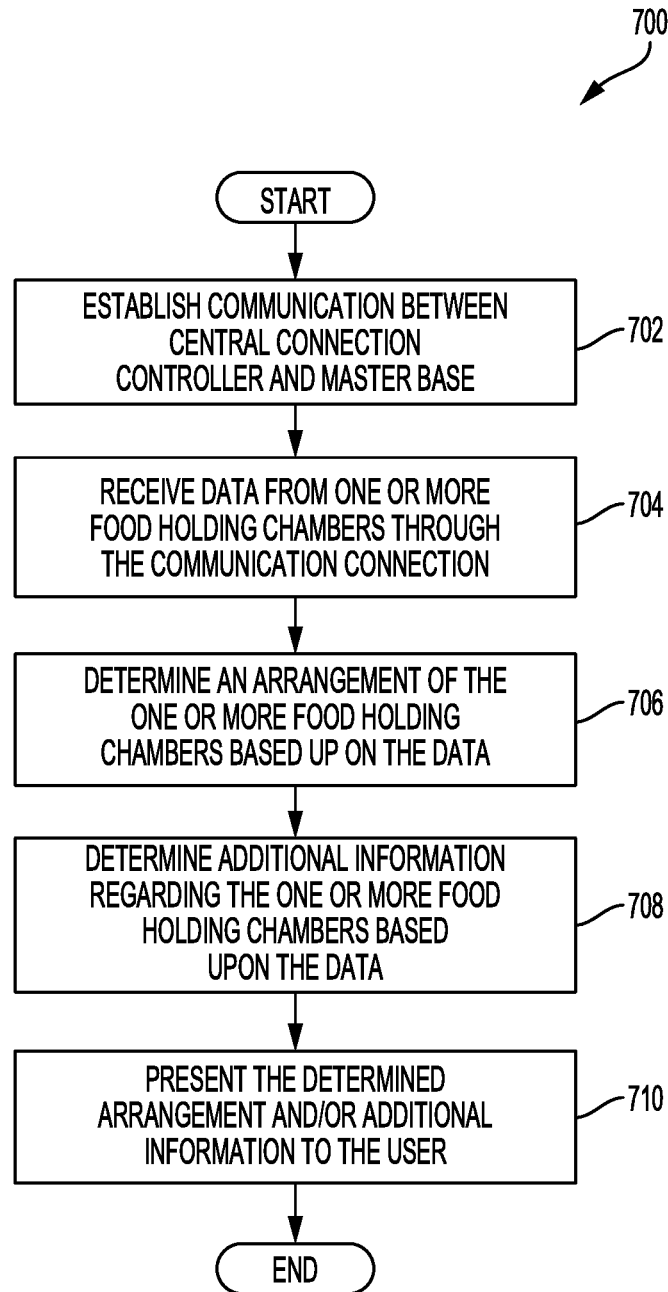 700
START
ESTABLISH COMMUNICATION BETWEEN
CENTRAL CONNECTION
CONTROLLER AND MASTER BASE
702
RECEIVE DATA FROM ONE OR MORE
FOOD HOLDING CHAMBERS THROUGH
THE COMMUNICATION CONNECTION
704
DETERMINE AN ARRANGEMENT OF THE
ONE OR MORE FOOD HOLDING
CHAMBERS BASED UP ON THE DATA
706
DETERMINE ADDITIONAL INFORMATION
REGARDING THE ONE OR MORE FOOD
HOLDING CHAMBERS BASED
UPON THE DATA
708
PRESENT THE DETERMINED
ARRANGEMENT AND/OR ADDITIONAL
INFORMATION TO THE USER
710
END